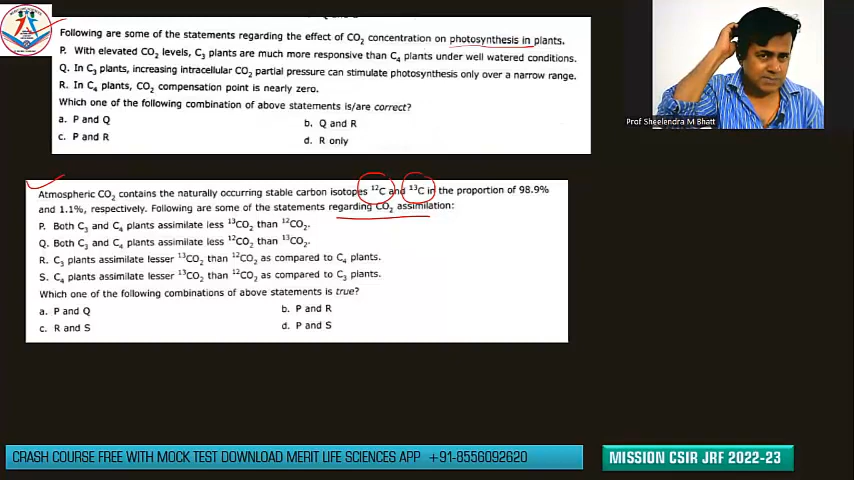 Following are some of the statements regarding the effect of CO₂ concentration on photosynthesis in plants.
P. With elevated CO₂ levels, C₃ plants are much more responsive than C₄ plants under well watered conditions.
Q. In C₃ plants, increasing intracellular CO₂ partial pressure can stimulate photosynthesis only over a narrow range.
R. In C₄ plants, CO₂ compensation point is nearly zero.
Which one of the following combination of above statements is/are correct?
a. P and Q
b. Q and R
c. P and R
d. R only
Prof Sheelendra M Bhatt
Atmospheric CO₂ contains the naturally occurring stable carbon isotopes ¹²C and ¹³C in the proportion of 98.9%
and 1.1%, respectively. Following are some of the statements regarding CO₂ assimilation:
P. Both C₃ and C₄ plants assimilate less ¹³CO₂ than ¹²CO₂.
Q. Both C₃ and C₄ plants assimilate less ¹²CO₂ than ¹³CO₂.
R. C₃ plants assimilate lesser ¹³CO₂ than ¹²CO₂ as compared to C₄ plants.
S. C₄ plants assimilate lesser ¹³CO₂ than ¹²CO₂ as compared to C₃ plants.
Which one of the following combinations of above statements is true?
a. P and Q
b. P and R
c. R and S
d. P and S
CRASH COURSE FREE WITH MOCK TEST DOWNLOAD MERIT LIFE SCIENCES APP +91-8556092620
MISSION CSIR JRF 2022-23